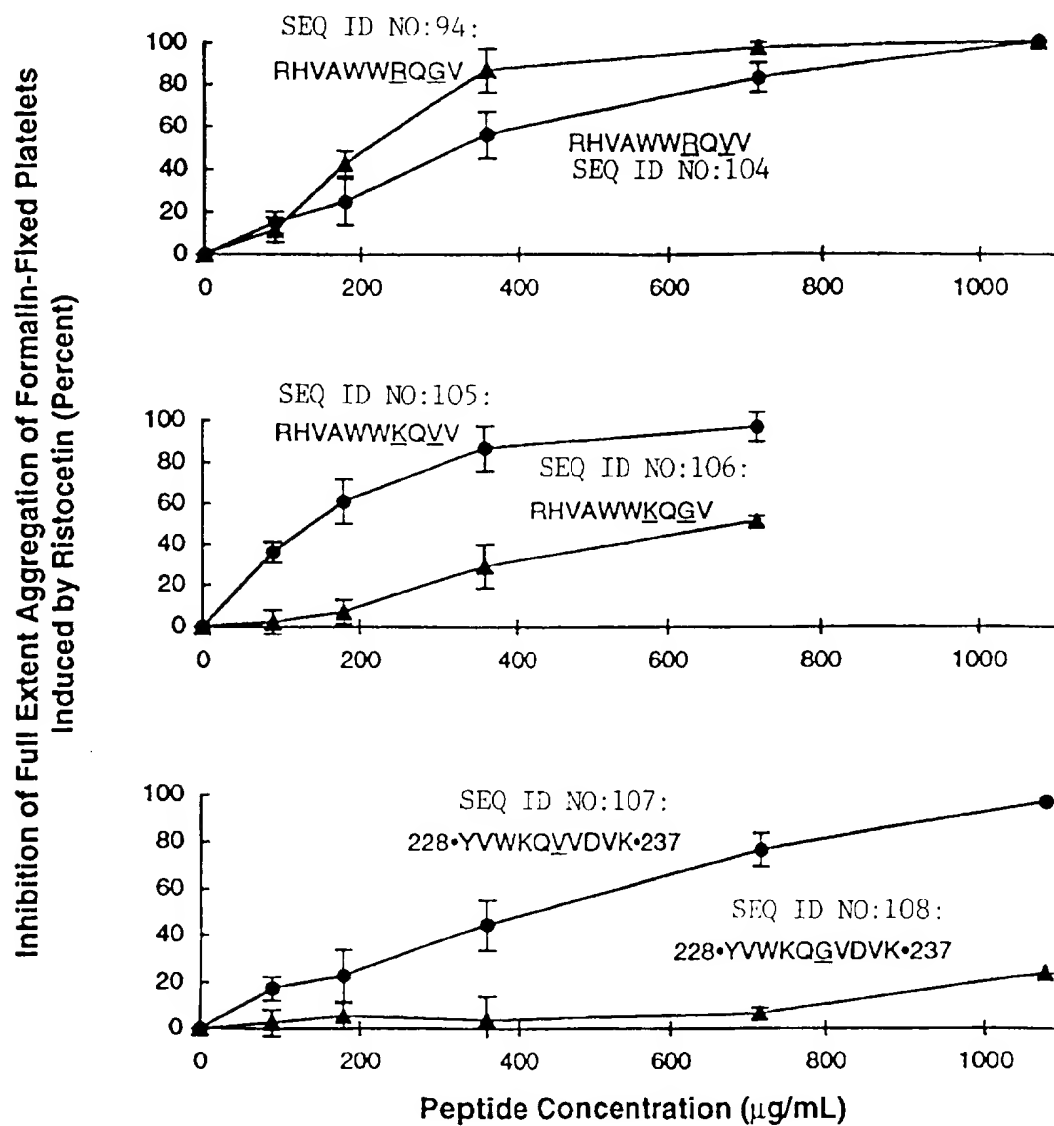 Inhibition of Full Extent Aggregation of Formalin-Fixed Platelets
Induced by Ristocetin (Percent)
SEQ ID NO:94:
RHVAWWRQGV
RHVAWWRQVV
SEQ ID NO:104
100
80
60
40
20
0
0 200 400 600 800 1000
SEQ ID NO:105:
RHVAWWKQVV
SEQ ID NO:106:
RHVAWWKQGV
100
80
60
40
20
0
0 200 400 600 800 1000
SEQ ID NO:107:
228•YVWKQVVDVK•237
SEQ ID NO:108:
228•YVWKQGVDVK•237
100
80
60
40
20
0
0 200 400 600 800 1000
Peptide Concentration (μg/mL)